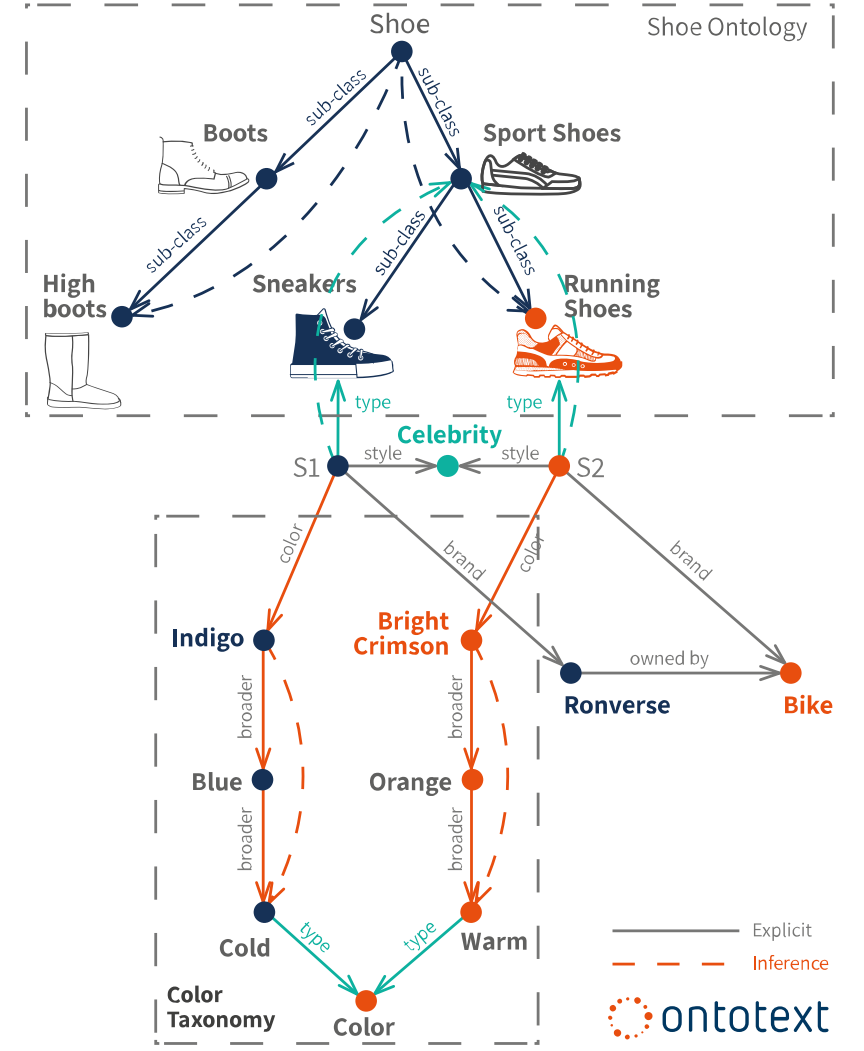 Shoe
Shoe Ontology
sub-class
sub-class
Boots
Sport Shoes
sub-class
sub-class
sub-class
High
boots
Sneakers
Running
Shoes
type
type
Celebrity
S1
style
style
S2
color
brand
color
brand
Indigo
Bright
Crimson
owned by
Ronverse
Bike
broader
broader
Blue
Orange
broader
broader
Cold
type
type
Warm
Color
Taxonomy
Color
Explicit
Inference
ontotext